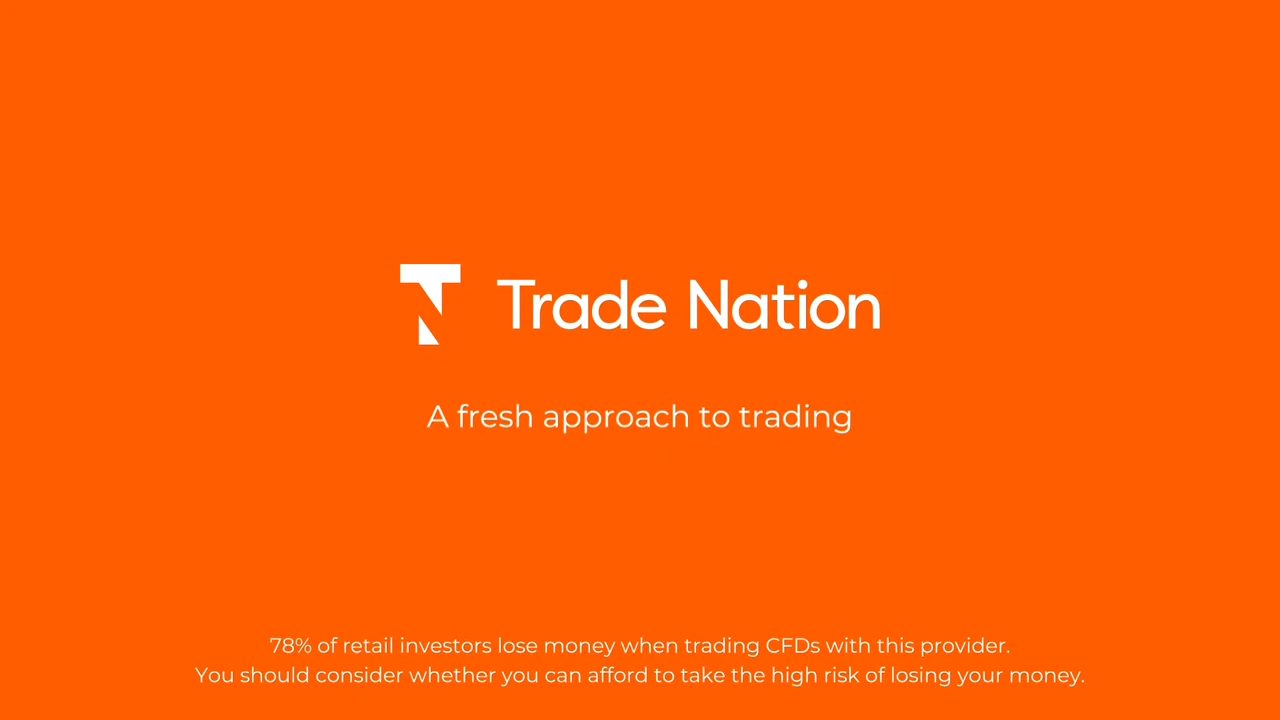 Trade Nation
A fresh approach to trading
78% of retail investors lose money when trading CFDs with this provider.
You should consider whether you can afford to take the high risk of losing your money.